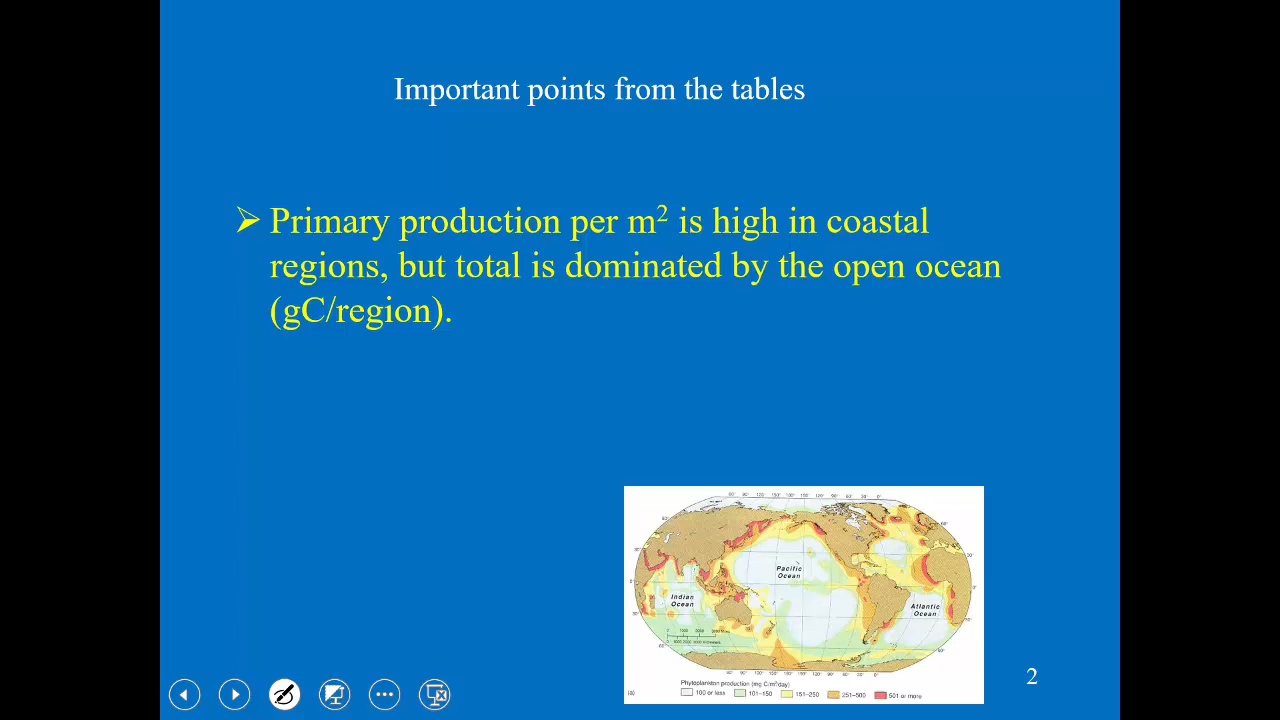 Important points from the tables
➢ Primary production per m² is high in coastal
regions, but total is dominated by the open ocean
(gC/region).
Pacific
Ocean
Indian
Ocean
Atlantic
Ocean
Phytoplankton production (mg C/m²/day)
(a)
100 or less 101–150 151–250 251–500 501 or more
2